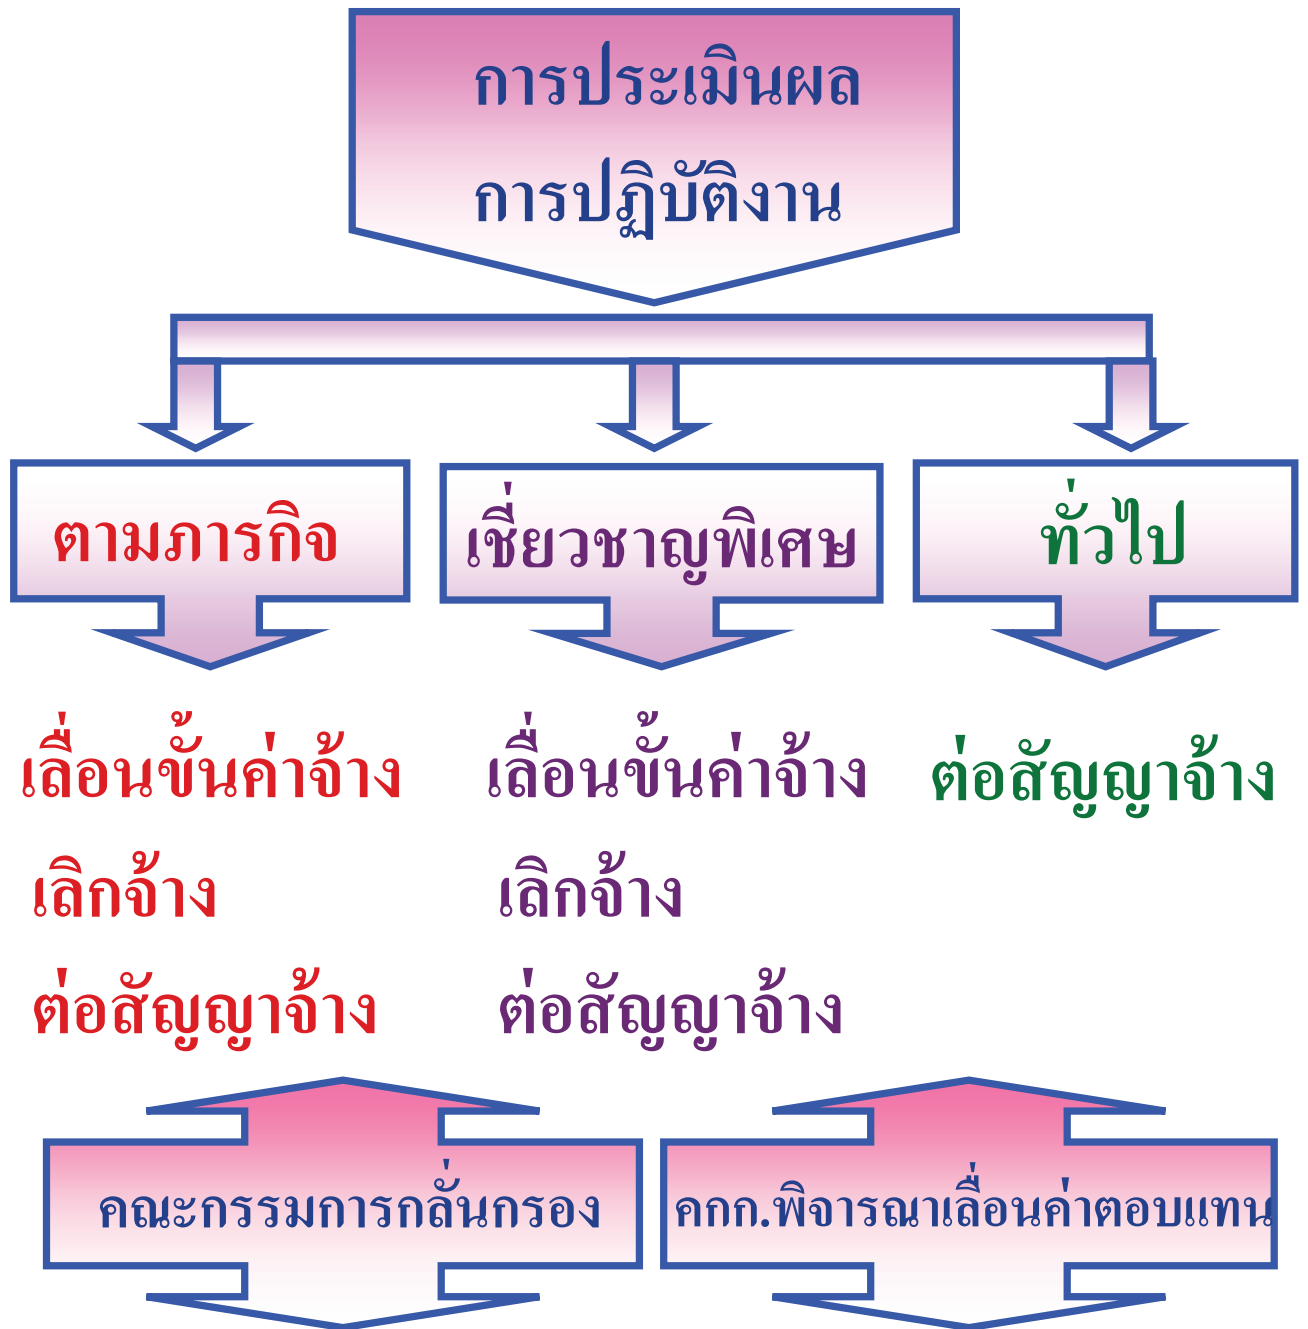 การประเมินผล
การปฏิบัติงาน
ตามภารกิจ
เชี่ยวชาญพิเศษ
ทั่วไป
เลื่อนขั้นค่าจ้าง
เลิกจ้าง
ต่อสัญญาจ้าง
เลื่อนขั้นค่าจ้าง
เลิกจ้าง
ต่อสัญญาจ้าง
ต่อสัญญาจ้าง
คณะกรรมการกลั่นกรอง
คกก.พิจารณาเลื่อนค่าตอบแทน